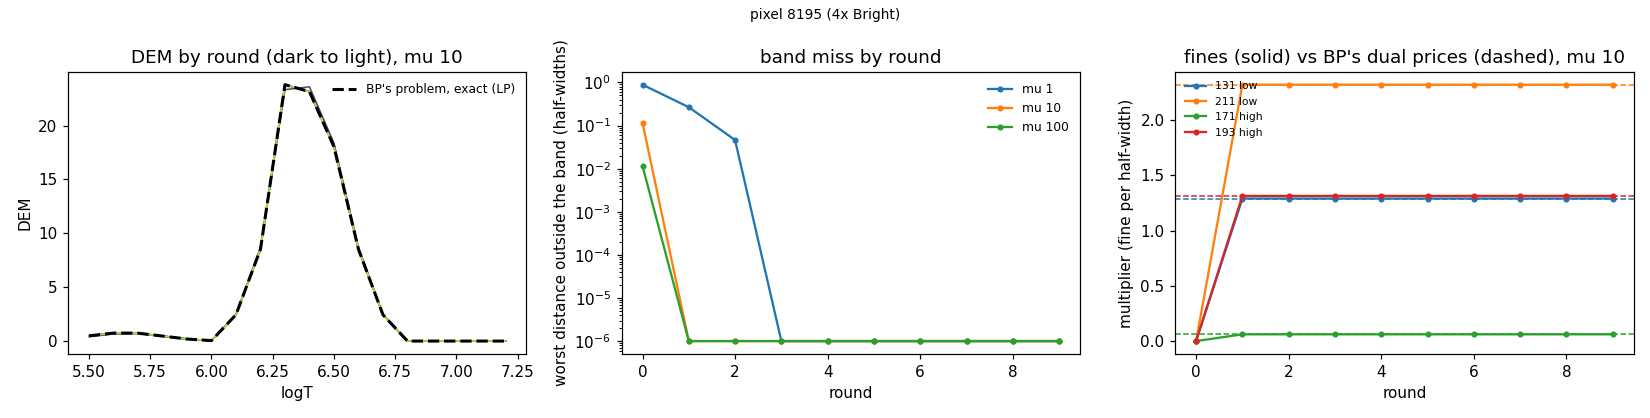 pixel 8195 (4x Bright)
DEM by round (dark to light), mu 10
BP's problem, exact (LP)
DEM
20
15
10
5
0
5.50 5.75 6.00 6.25 6.50 6.75 7.00 7.25
logT
band miss by round
mu 1
mu 10
mu 100
worst distance outside the band (half-widths)
10⁰
10⁻¹
10⁻²
10⁻³
10⁻⁴
10⁻⁵
10⁻⁶
0 2 4 6 8
round
fines (solid) vs BP's dual prices (dashed), mu 10
131 low
211 low
171 high
193 high
multiplier (fine per half-width)
2.0
1.5
1.0
0.5
0.0
0 2 4 6 8
round